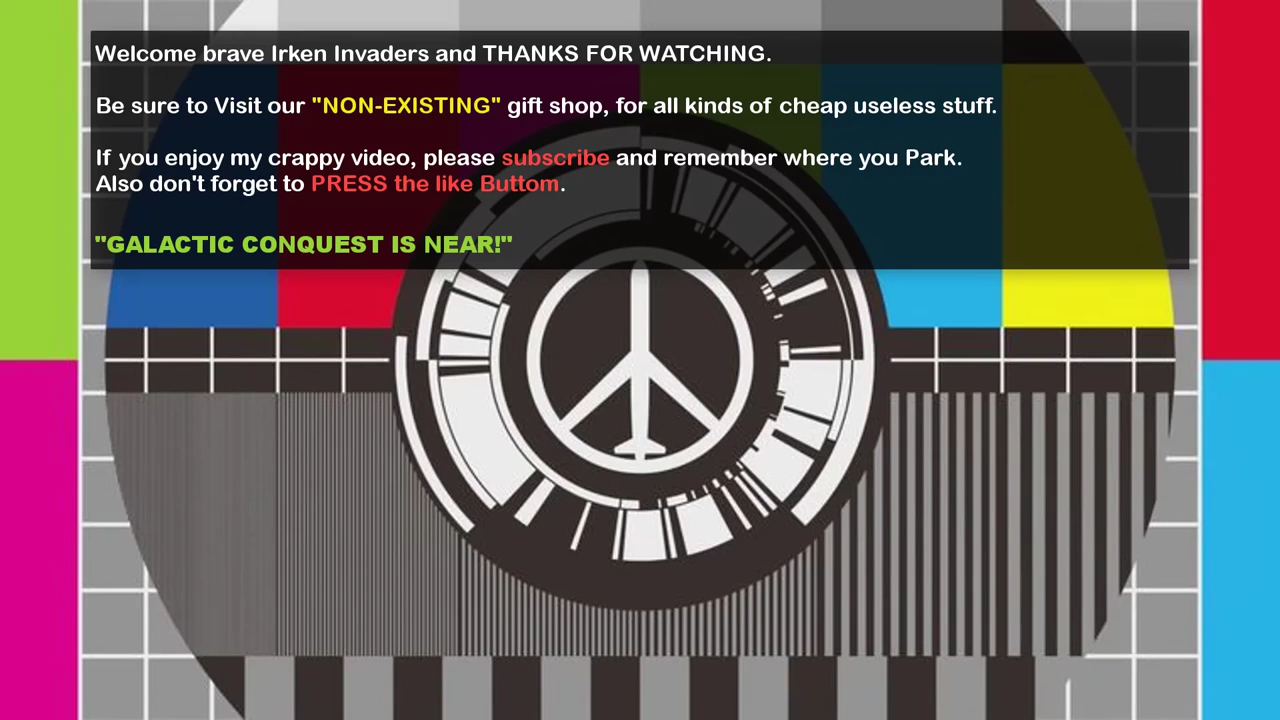 Welcome brave Irken Invaders and THANKS FOR WATCHING.
Be sure to Visit our "NON-EXISTING" gift shop, for all kinds of cheap useless stuff.
If you enjoy my crappy video, please subscribe and remember where you Park.
Also don't forget to PRESS the like Buttom.
"GALACTIC CONQUEST IS NEAR!"